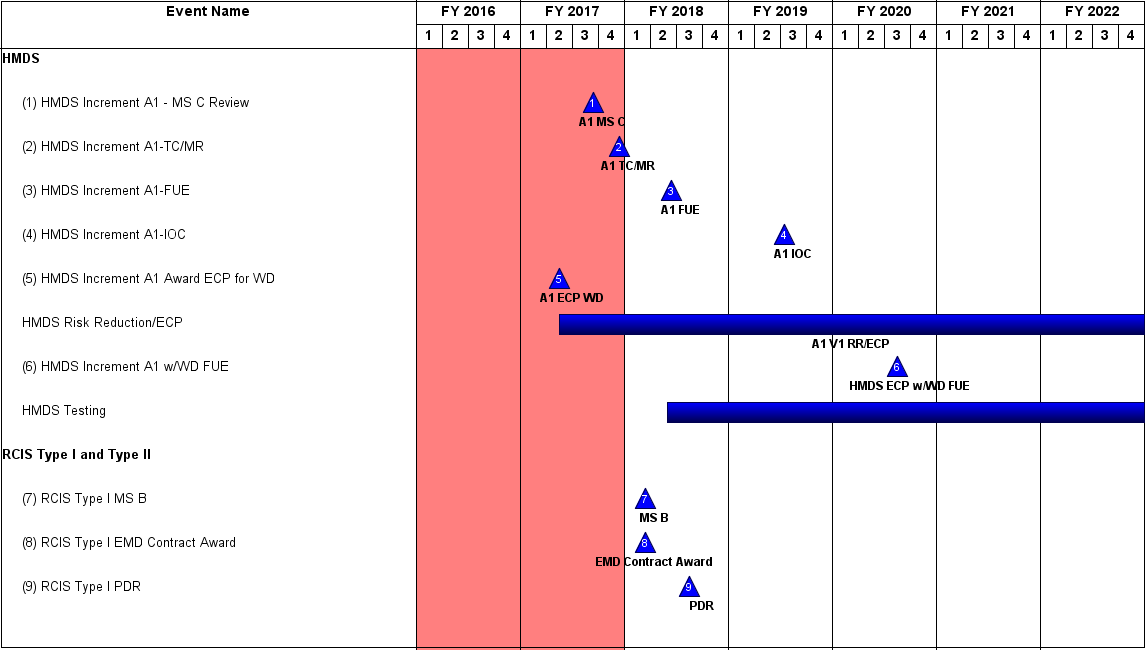 Event Name FY 2016 FY 2017 FY 2018 FY 2019 FY 2020 FY 2021 FY 2022
1 2 3 4 1 2 3 4 1 2 3 4 1 2 3 4 1 2 3 4 1 2 3 4 1 2 3 4
HMDS
(1) HMDS Increment A1 - MS C Review 1
A1 MS C
(2) HMDS Increment A1-TC/MR 2
A1 TC/MR
(3) HMDS Increment A1-FUE 3
A1 FUE
(4) HMDS Increment A1-IOC 4
A1 IOC
(5) HMDS Increment A1 Award ECP for WD 5
A1 ECP WD
HMDS Risk Reduction/ECP
A1 V1 RR/ECP
(6) HMDS Increment A1 w/WD FUE 6
HMDS ECP w/WD FUE
HMDS Testing
RCIS Type I and Type II
(7) RCIS Type I MS B 7
MS B
(8) RCIS Type I EMD Contract Award 8
EMD Contract Award
(9) RCIS Type I PDR 9
PDR